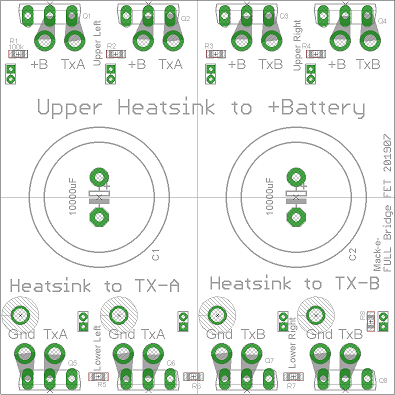 Q1
Q2
Q3
Q4
R1
100k
R2
R3
R4
Upper Left
Upper Right
+B TxA +B TxA +B TxB +B TxB
Upper Heatsink to +Battery
10000uF
10000uF
+
+
C1
C2
Mack-e-
FULL Bridge FET 201907
Heatsink to TX-A
Heatsink to TX-B
R8
Gnd TxA Gnd TxA Gnd TxB Gnd TxB
Lower Left
Lower Right
Q5
Q6
Q7
Q8
R5
R6
R7